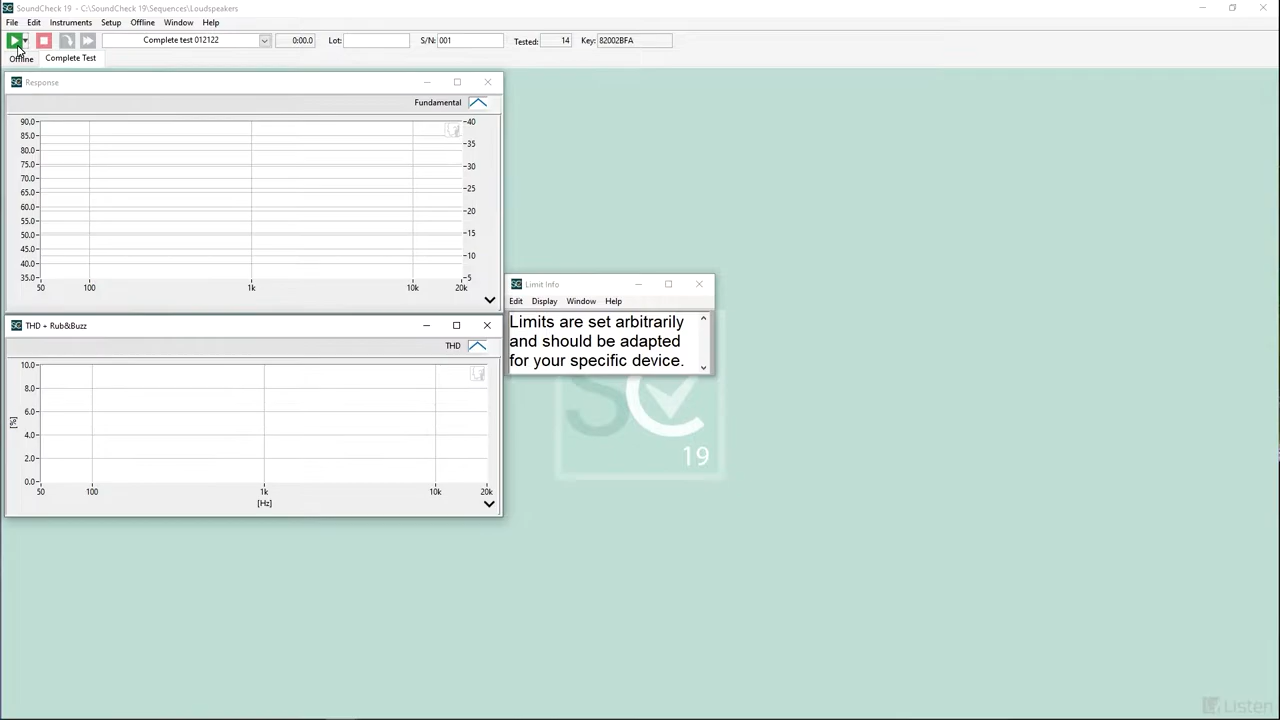 SoundCheck 19 - C:\SoundCheck 19\Sequences\Loudspeakers
File Edit Instruments Setup Offline Window Help
Complete test 012122 0:00.0 Lot: S/N: 001 Tested: 14 Key: 82002BFA
Offline Complete Test
Response
Fundamental
90.0
85.0
80.0
75.0
70.0
65.0
60.0
55.0
50.0
45.0
40.0
35.0
40
35
30
25
20
15
10
5
50 100 1k 10k 20k
Limit Info
Edit Display Window Help
Limits are set arbitrarily
and should be adapted
for your specific device.
THD + Rub&Buzz
THD
10.0
8.0
6.0
4.0
2.0
0.0
[%]
50 100 1k 10k 20k
[Hz]
SC
19
Listen